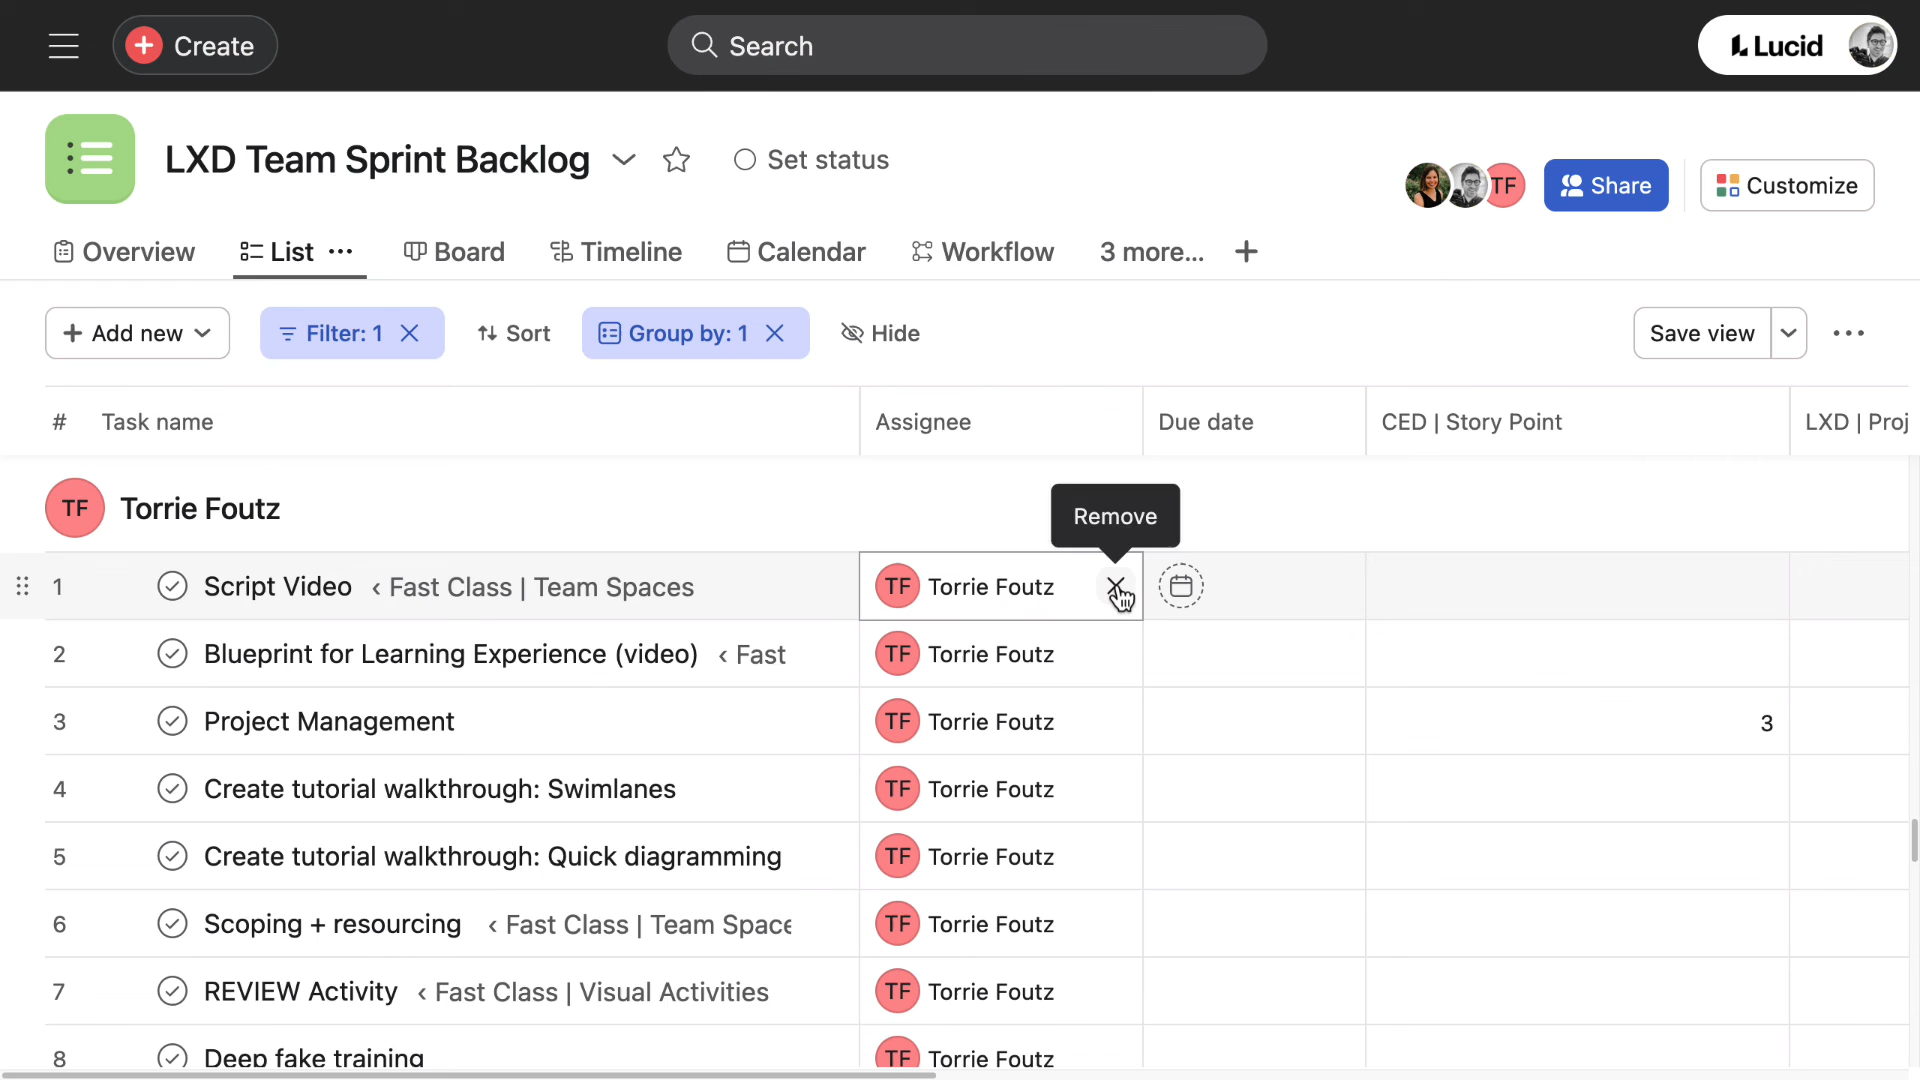 Create
Search
Lucid
LXD Team Sprint Backlog
Set status
TF
Share
Customize
Overview
List
Board
Timeline
Calendar
Workflow
3 more...
Add new
Filter: 1
Sort
Group by: 1
Hide
Save view
# Task name Assignee Due date CED | Story Point LXD | Proj
TF Torrie Foutz
Remove
1 Script Video ‹ Fast Class | Team Spaces TF Torrie Foutz
2 Blueprint for Learning Experience (video) ‹ Fast TF Torrie Foutz
3 Project Management TF Torrie Foutz 3
4 Create tutorial walkthrough: Swimlanes TF Torrie Foutz
5 Create tutorial walkthrough: Quick diagramming TF Torrie Foutz
6 Scoping + resourcing ‹ Fast Class | Team Space TF Torrie Foutz
7 REVIEW Activity ‹ Fast Class | Visual Activities TF Torrie Foutz
8 Deep fake training TF Torrie Foutz